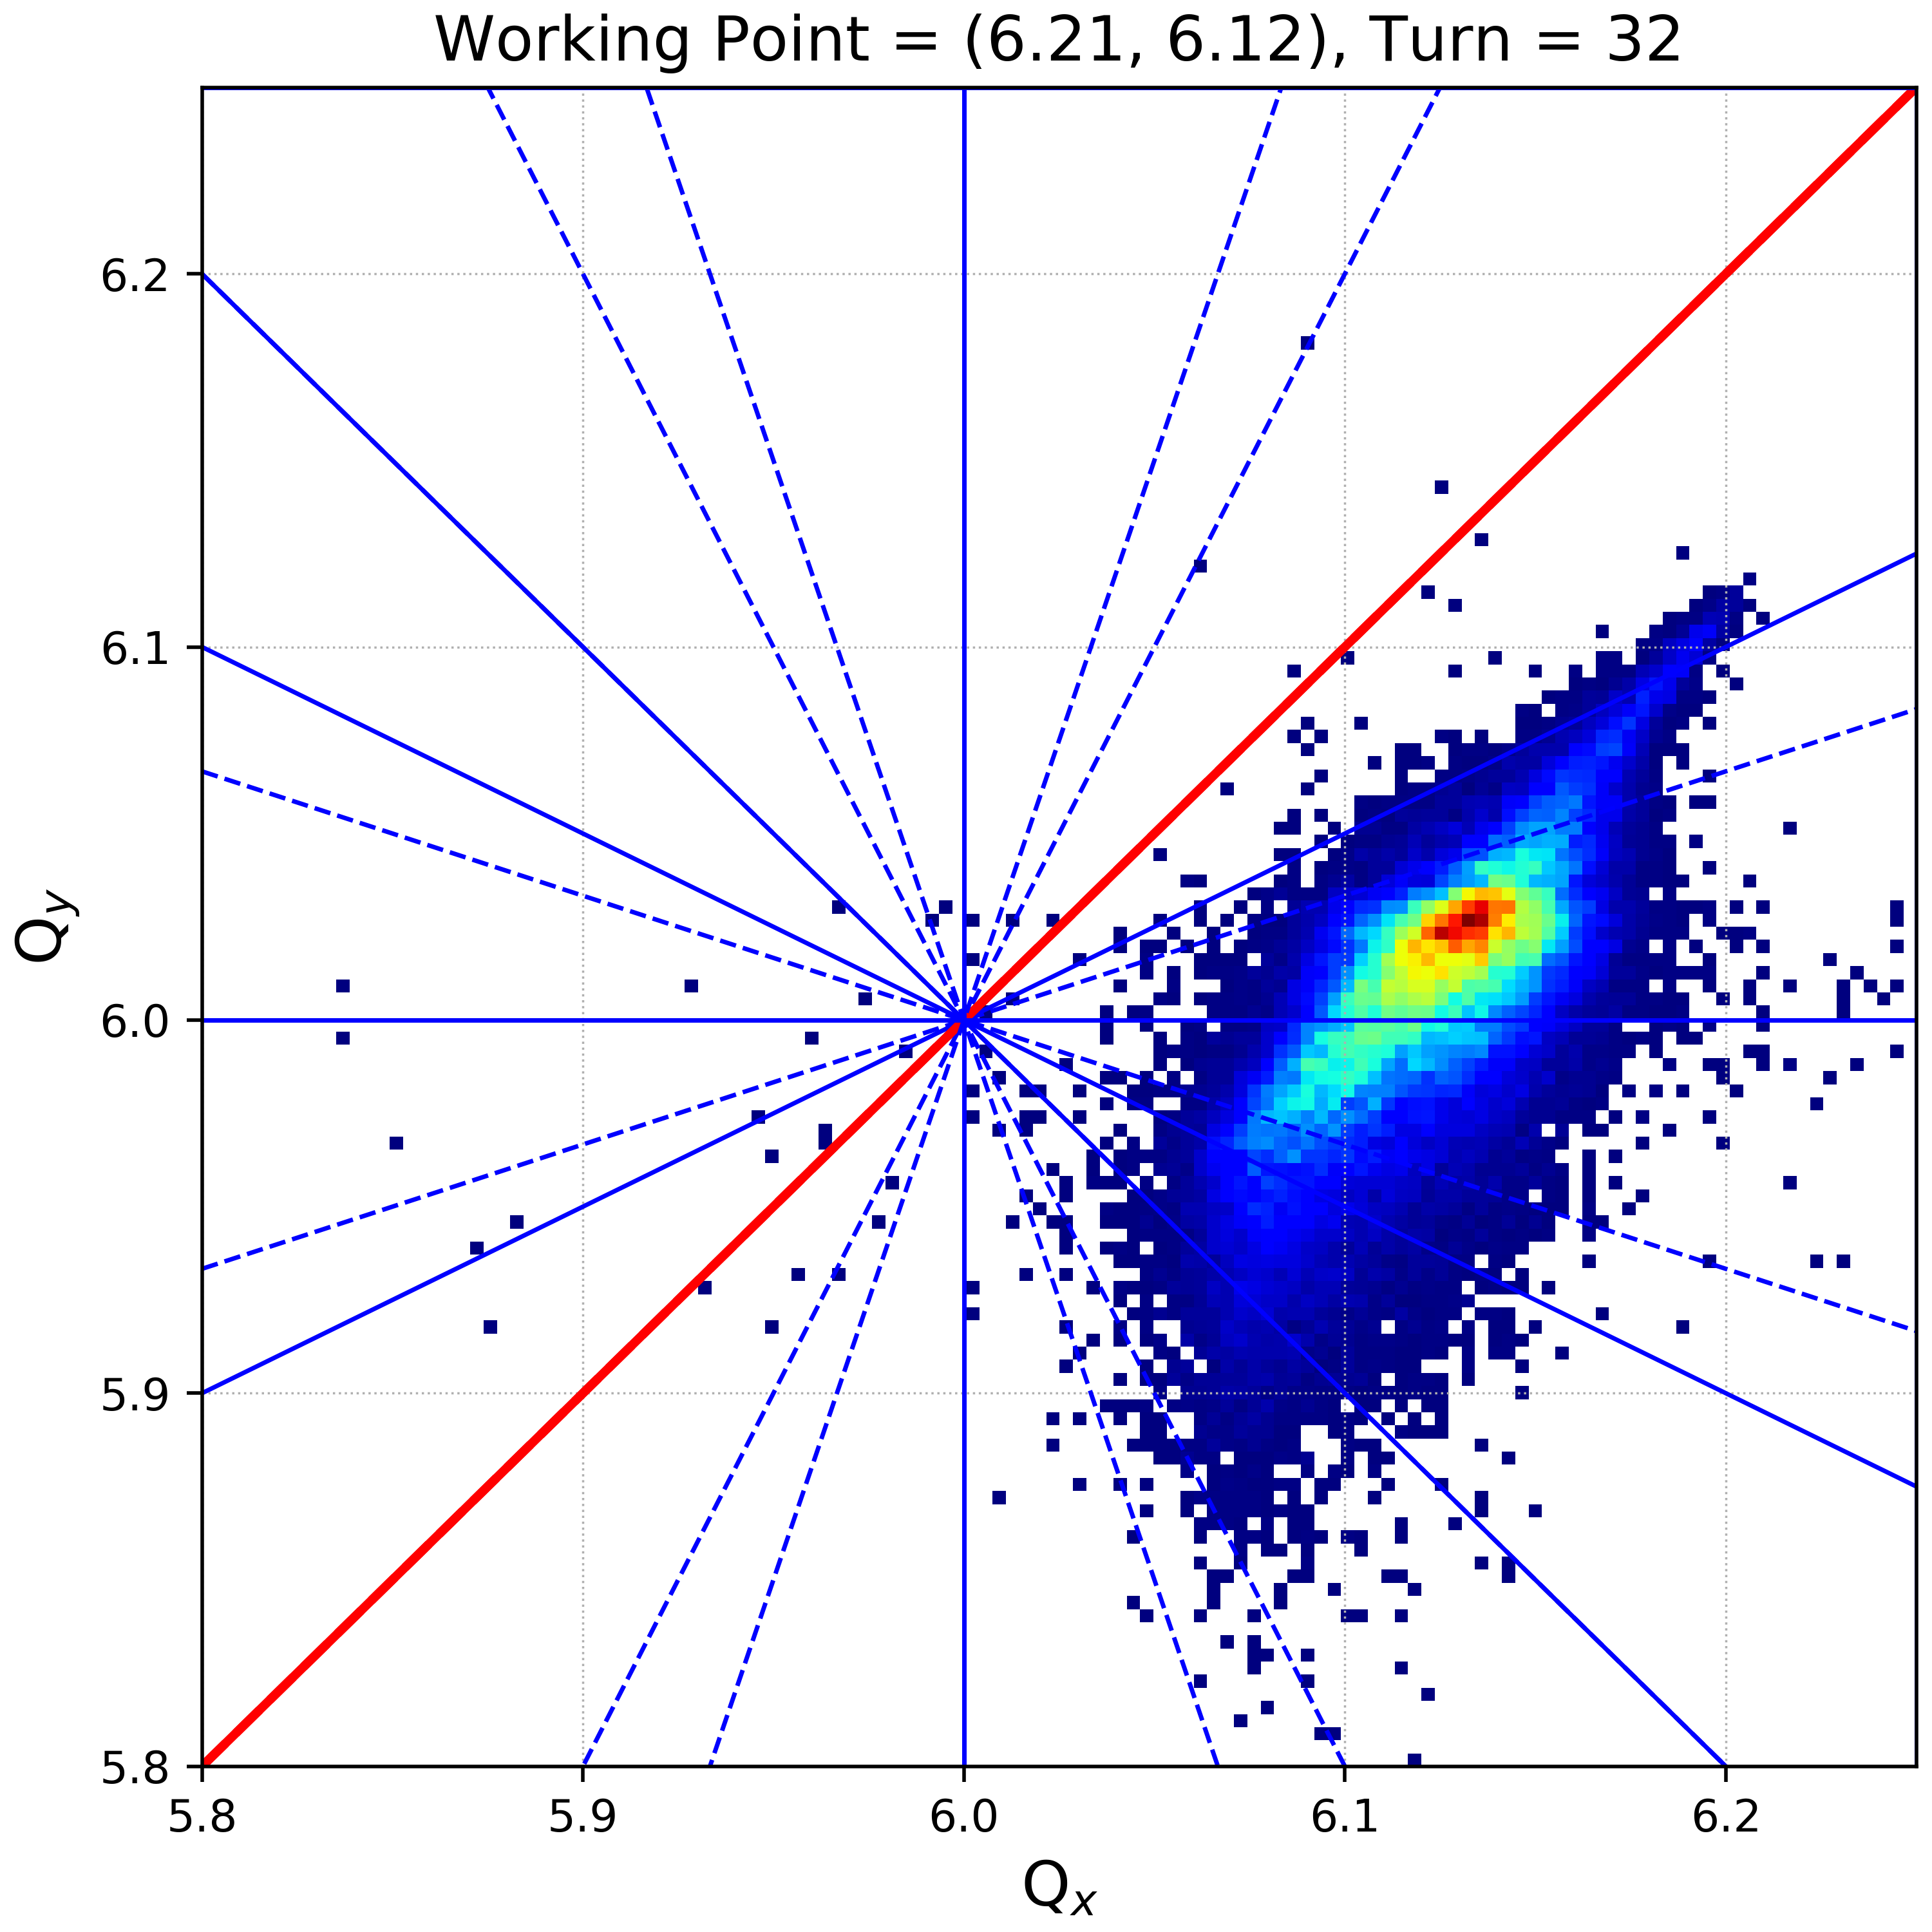 Working Point = (6.21, 6.12), Turn = 32
6.2
6.1
6.0
5.9
5.8
Qy
5.8 5.9 6.0 6.1 6.2
Qx